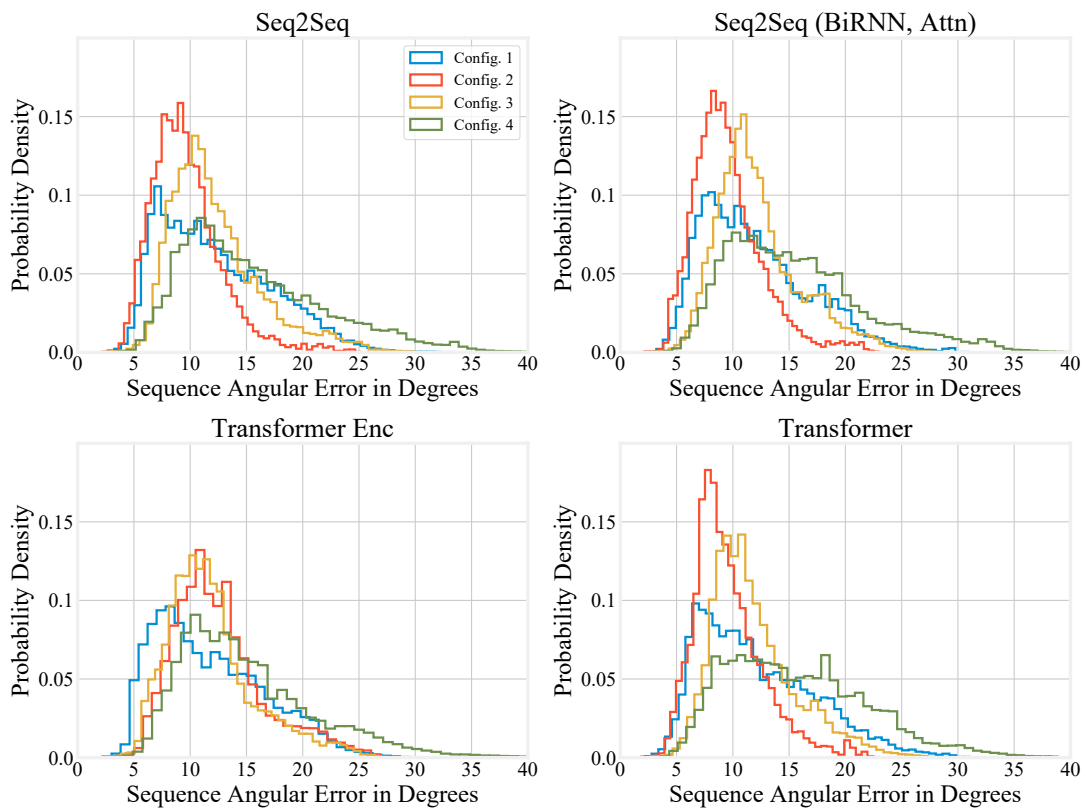 Seq2Seq
Probability Density
0.15
0.1
0.05
0.0
Config. 1
Config. 2
Config. 3
Config. 4
0 5 10 15 20 25 30 35 40
Sequence Angular Error in Degrees
Seq2Seq (BiRNN, Attn)
Probability Density
0.15
0.1
0.05
0.0
0 5 10 15 20 25 30 35 40
Sequence Angular Error in Degrees
Transformer Enc
Probability Density
0.15
0.1
0.05
0.0
0 5 10 15 20 25 30 35 40
Sequence Angular Error in Degrees
Transformer
Probability Density
0.15
0.1
0.05
0.0
0 5 10 15 20 25 30 35 40
Sequence Angular Error in Degrees